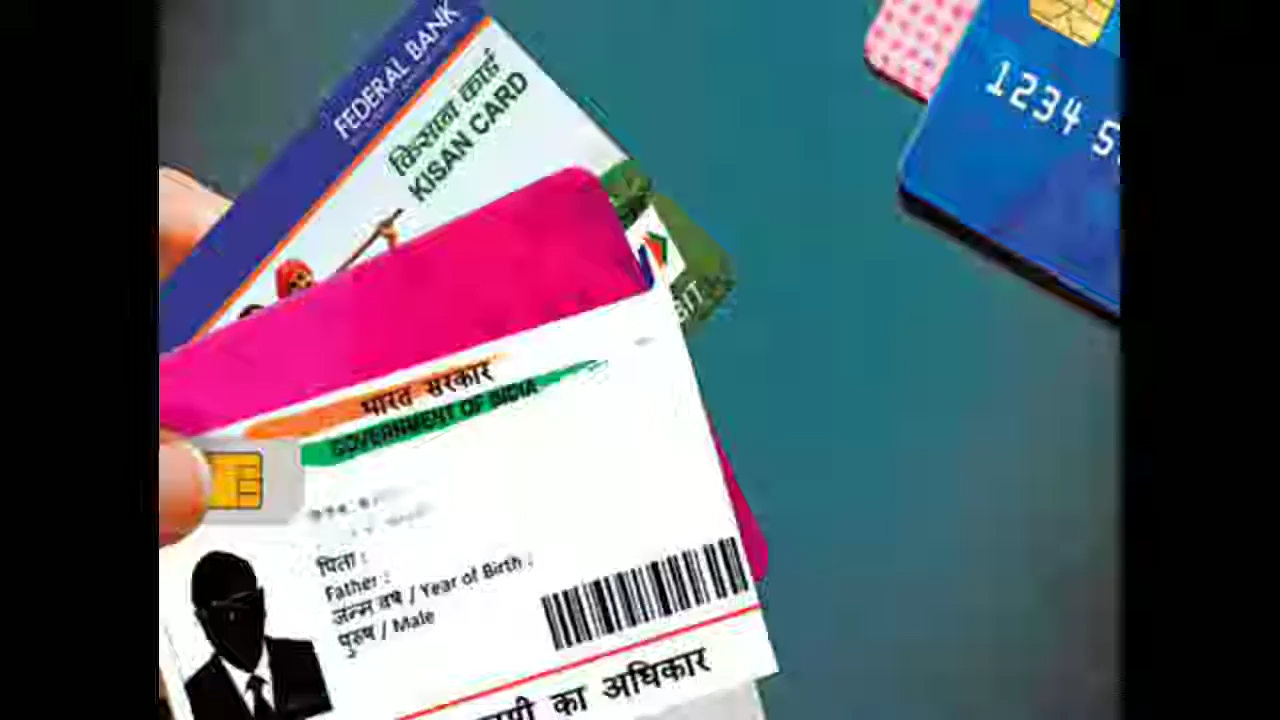 FEDERAL BANK
किसान कार्ड
KISAN CARD
1234 5
भारत सरकार
GOVERNMENT OF INDIA
पिता :
Father :
जन्म वर्ष / Year of Birth :
पुरुष / Male
का अधिकार